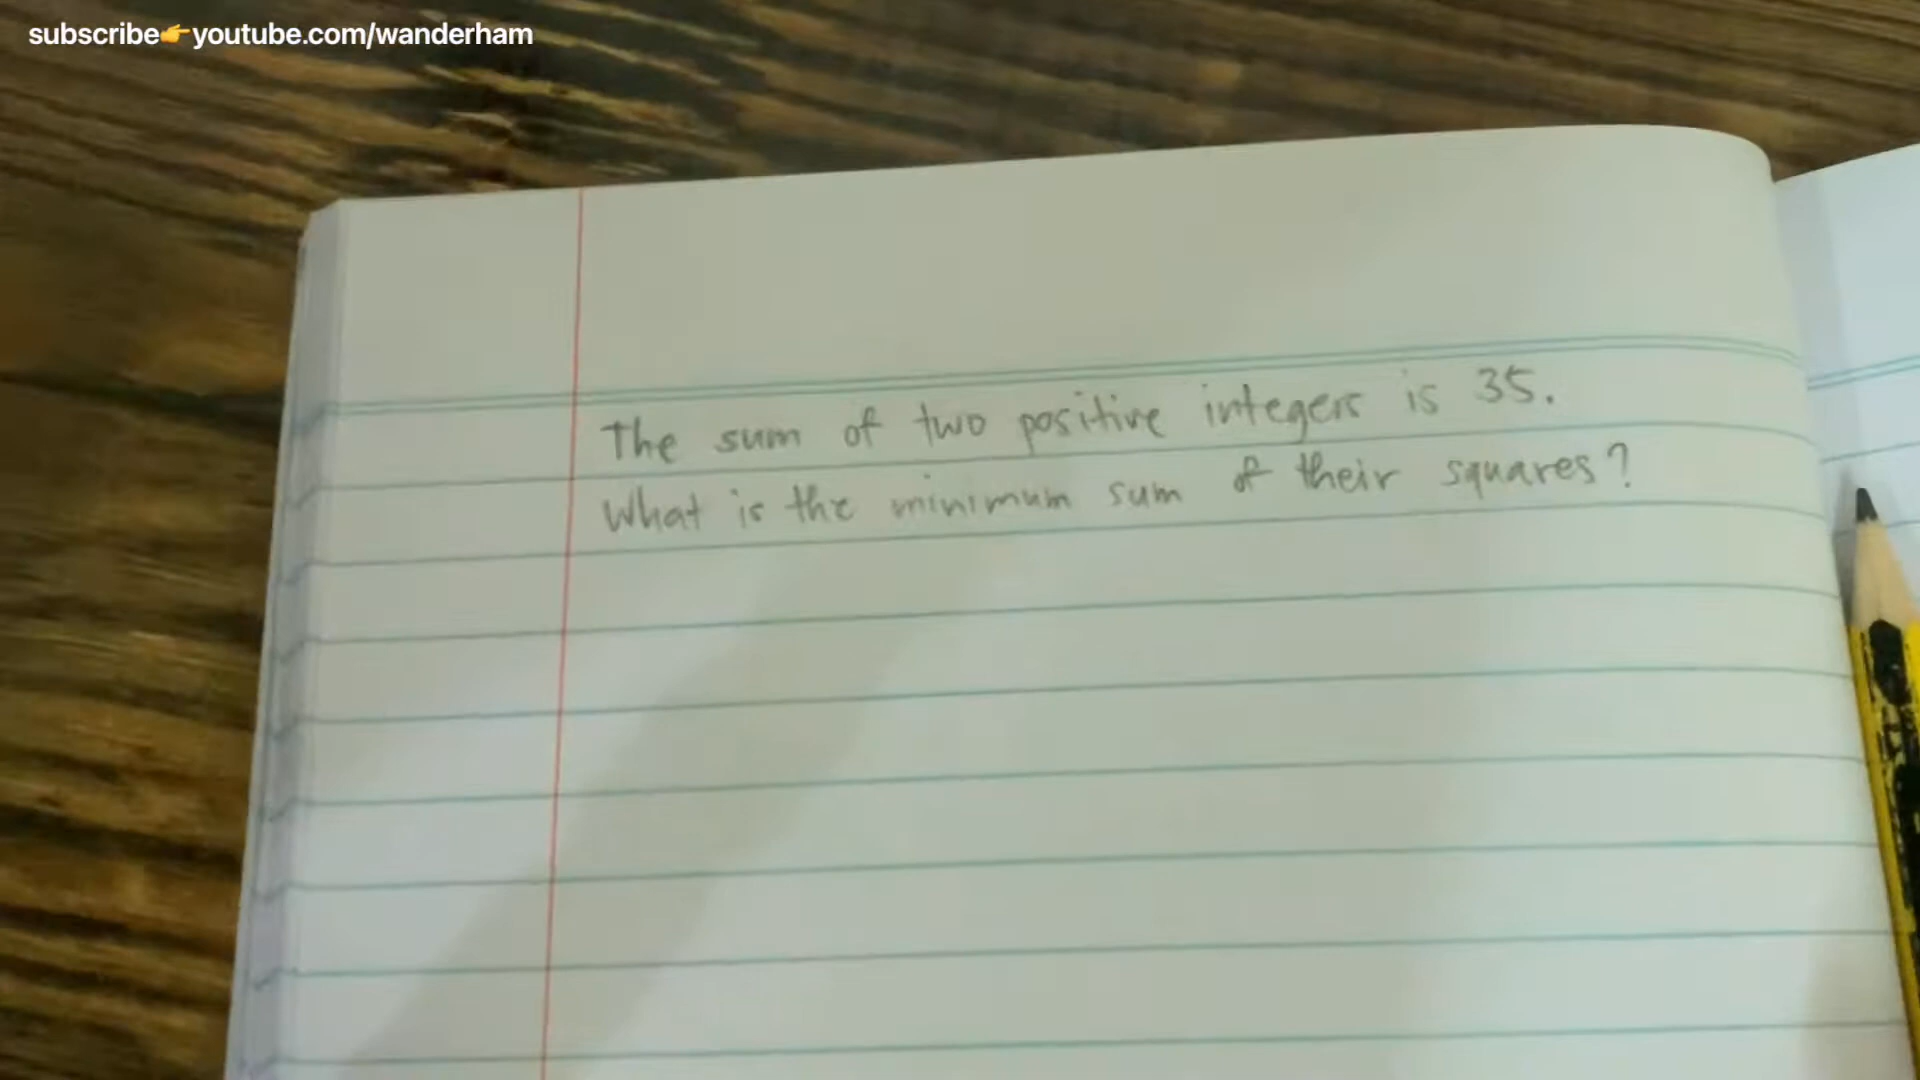 subscribe👉youtube.com/wanderham
The sum of two positive integers is 35.
What is the minimum sum of their squares?